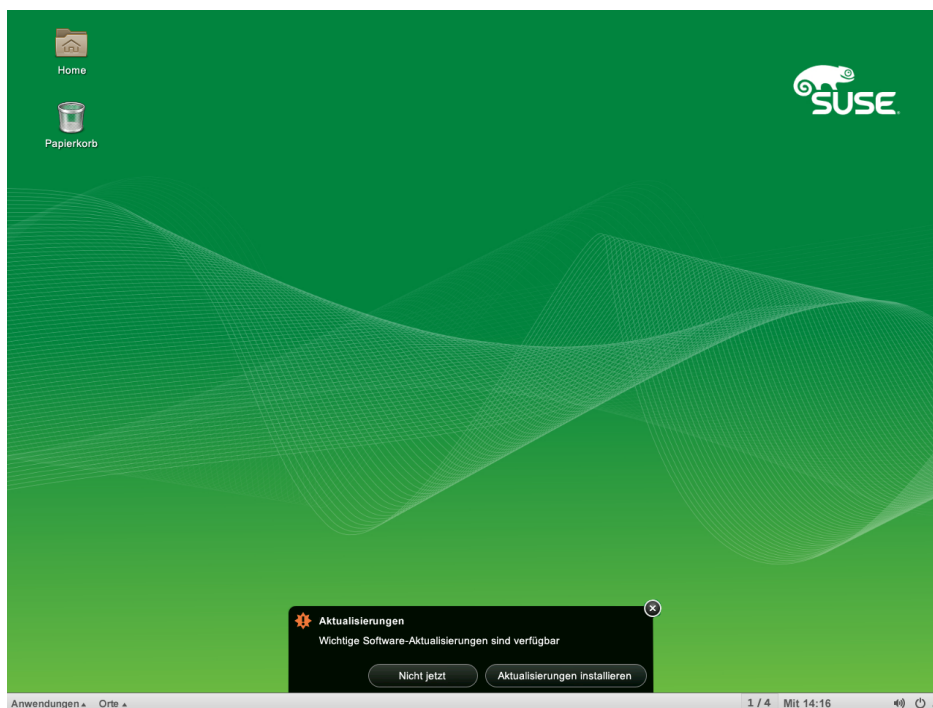 Home
SUSE.
Papierkorb
Aktualisierungen
Wichtige Software-Aktualisierungen sind verfügbar
Nicht jetzt
Aktualisierungen installieren
Anwendungen
Orte
1 / 4
Mit 14:16